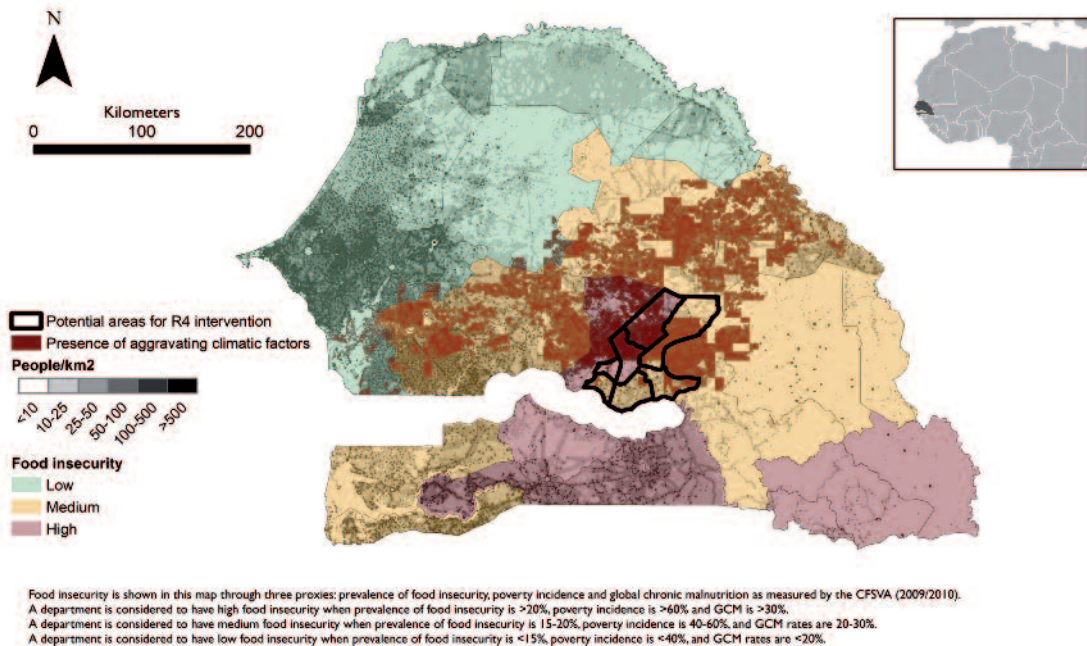 N
Kilometers
0 100 200
Potential areas for R4 intervention
Presence of aggravating climatic factors
People/km2
<10 10-25 25-50 50-100 100-500 >500
Food insecurity
Low
Medium
High
Food insecurity is shown in this map through three proxies: prevalence of food insecurity, poverty incidence and global chronic malnutrition as measured by the CFSVA (2009/2010).
A department is considered to have high food insecurity when prevalence of food insecurity is >20%, poverty incidence is >60% and GCM is >30%.
A department is considered to have medium food insecurity when prevalence of food insecurity is 15-20%, poverty incidence is 40-60%, and GCM rates are 20-30%.
A department is considered to have low food insecurity when prevalence of food insecurity is <15%, poverty incidence is <40%, and GCM rates are <20%.